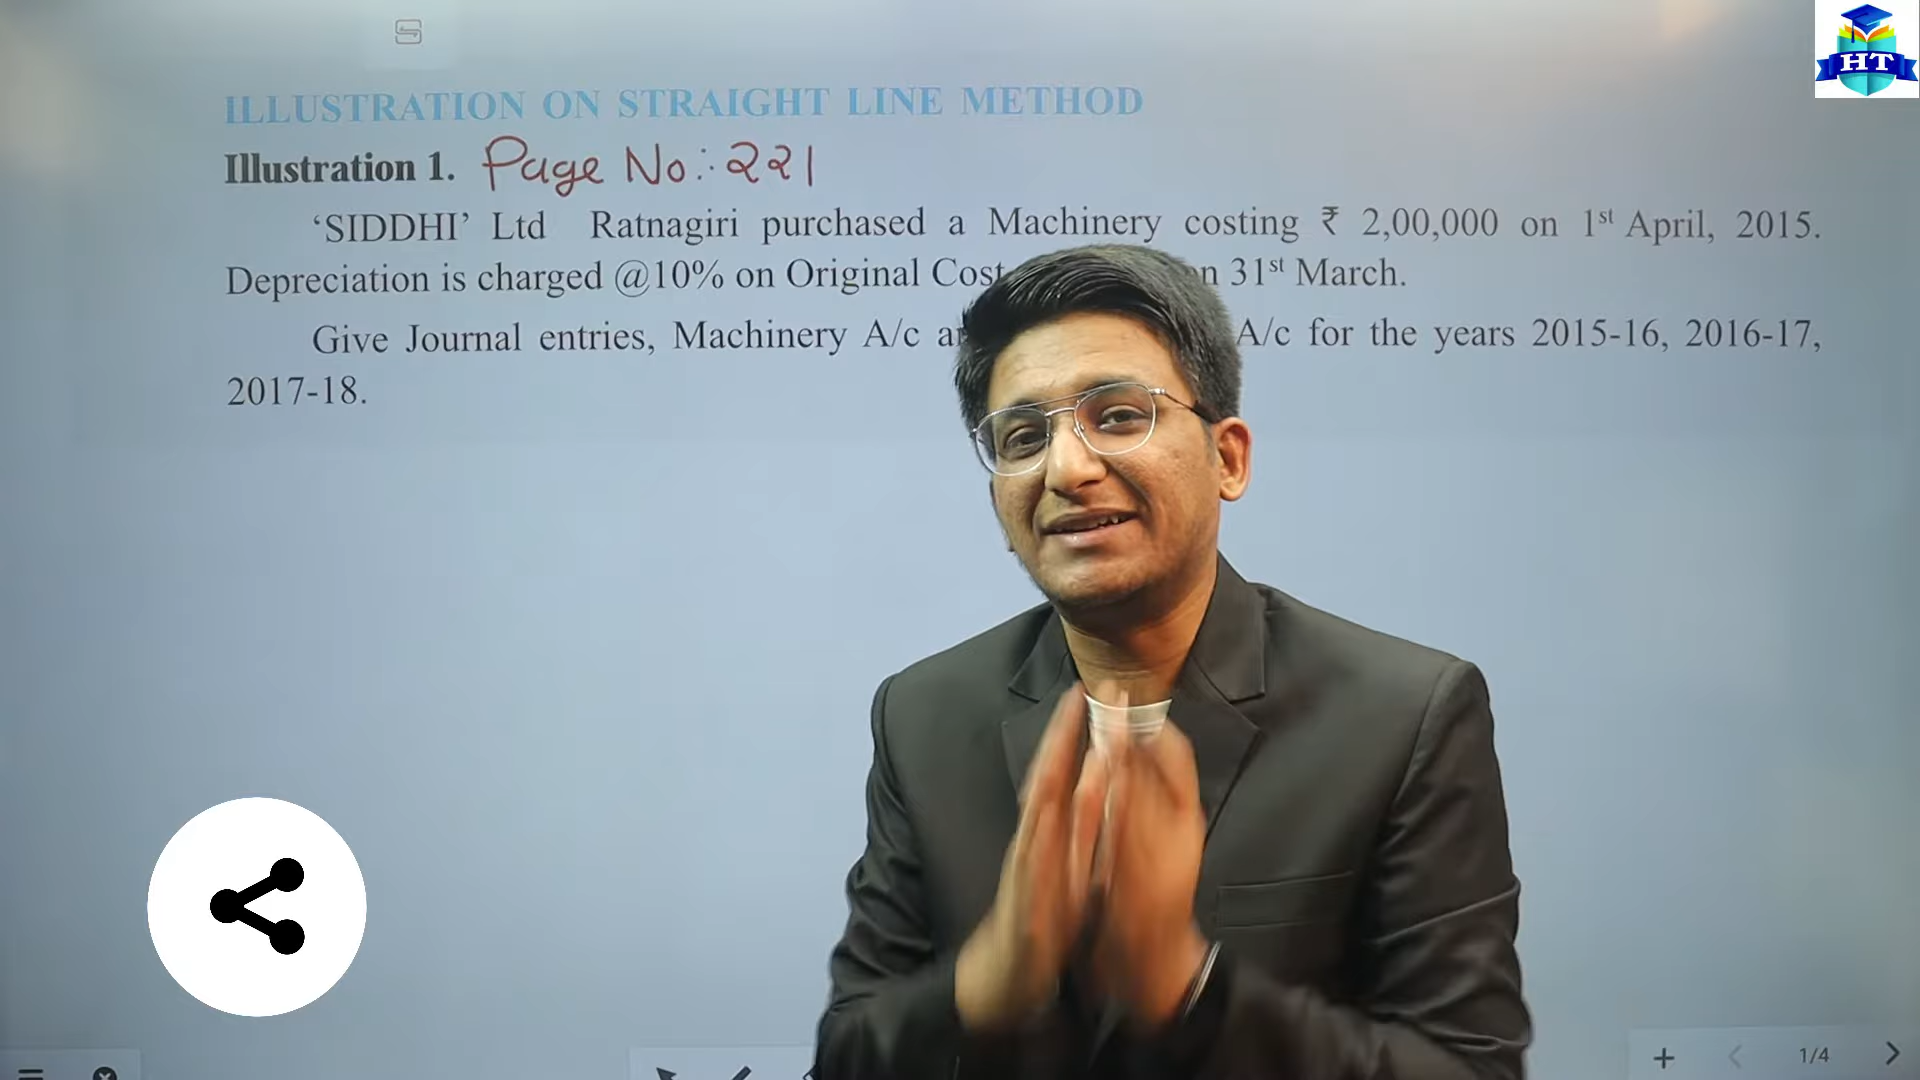 HT
ILLUSTRATION ON STRAIGHT LINE METHOD
Illustration 1. Page No.: २२१
‘SIDDHI’ Ltd Ratnagiri purchased a Machinery costing ₹ 2,00,000 on 1st April, 2015.
Depreciation is charged @10% on Original Cost 31st March.
Give Journal entries, Machinery A/c A/c for the years 2015-16, 2016-17,
2017-18.
1/4